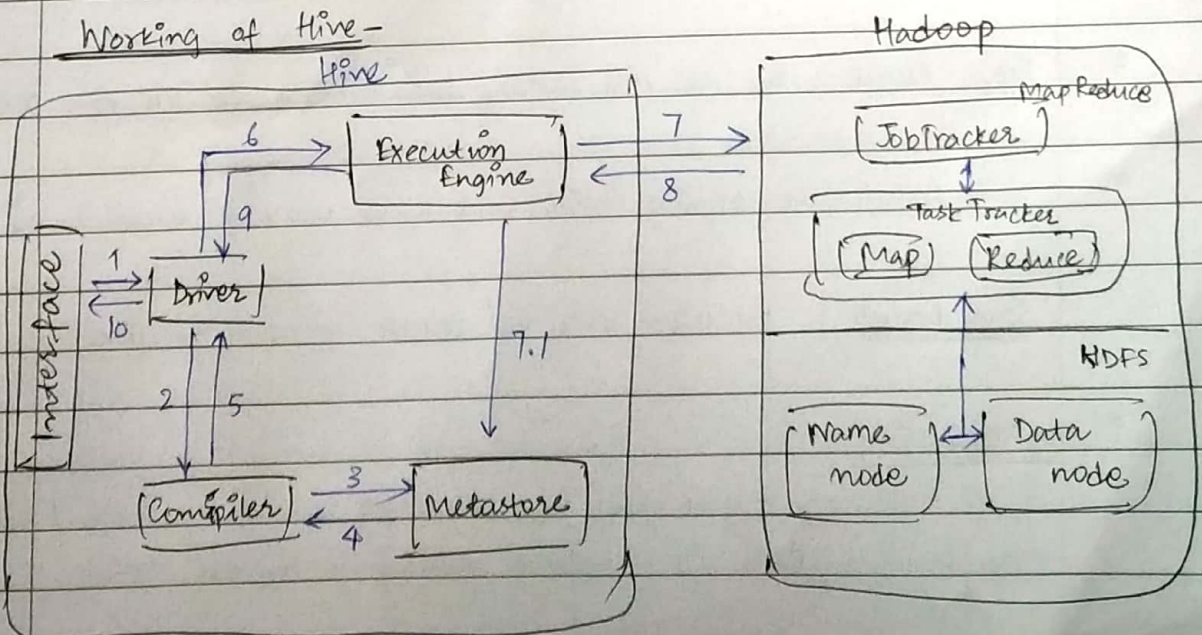 Working of Hive-
Hive
Hadoop
MapReduce
6
Execution
Engine
7
8
JobTracker
9
Task Tracker
Map
Reduce
Interface
1
Driver
10
7.1
HDFS
2
5
Name
node
Data
node
3
Compiler
Metastore
4